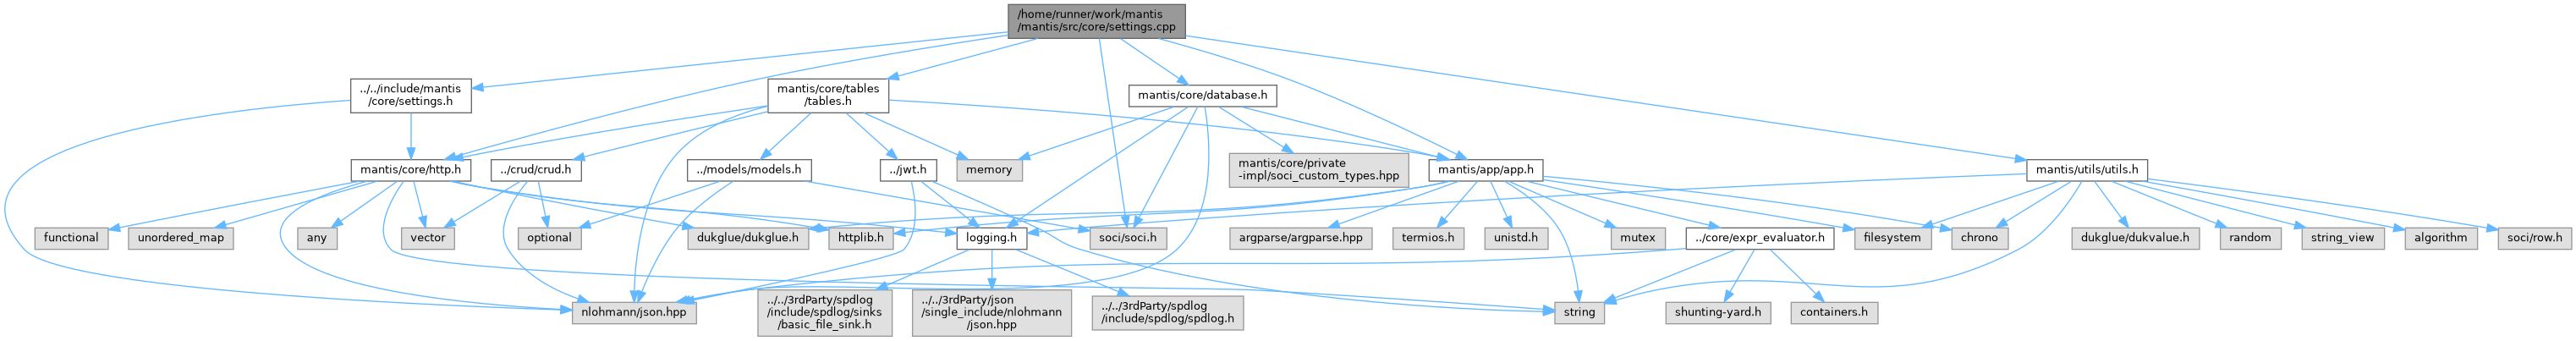 /home/runner/work/mantis
/mantis/src/core/settings.cpp
../../include/mantis
/core/settings.h
mantis/core/tables
/tables.h
mantis/core/database.h
mantis/core/http.h
../crud/crud.h
../models/models.h
../jwt.h
memory
mantis/core/private
-impl/soci_custom_types.hpp
mantis/app/app.h
mantis/utils/utils.h
functional
unordered_map
any
vector
optional
dukglue/dukglue.h
httplib.h
logging.h
soci/soci.h
argparse/argparse.hpp
termios.h
unistd.h
mutex
../core/expr_evaluator.h
filesystem
chrono
dukglue/dukvalue.h
random
string_view
algorithm
soci/row.h
nlohmann/json.hpp
../../3rdParty/spdlog
/include/spdlog/sinks
/basic_file_sink.h
../../3rdParty/json
/single_include/nlohmann
/json.hpp
../../3rdParty/spdlog
/include/spdlog/spdlog.h
string
shunting-yard.h
containers.h